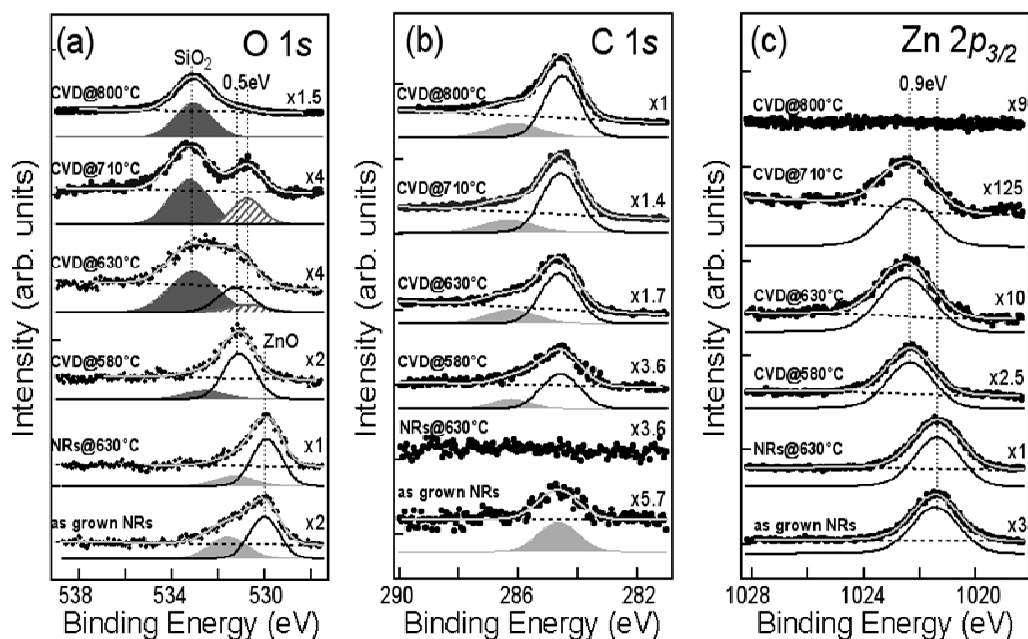 (a) O 1s
SiO₂
0.5eV
CVD@800°C
x1.5
CVD@710°C
x4
CVD@630°C
x4
ZnO
CVD@580°C
x2
NRs@630°C
x1
as grown NRs
x2
538 534 530
Binding Energy (eV)
Intensity (arb. units)
(b) C 1s
CVD@800°C
x1
CVD@710°C
x1.4
CVD@630°C
x1.7
CVD@580°C
x3.6
NRs@630°C
x3.6
as grown NRs
x5.7
290 286 282
Binding Energy (eV)
Intensity (arb. units)
(c) Zn 2p3/2
0.9eV
CVD@800°C
x9
CVD@710°C
x125
CVD@630°C
x10
CVD@580°C
x2.5
NRs@630°C
x1
as grown NRs
x3
1028 1024 1020
Binding Energy (eV)
Intensity (arb. units)